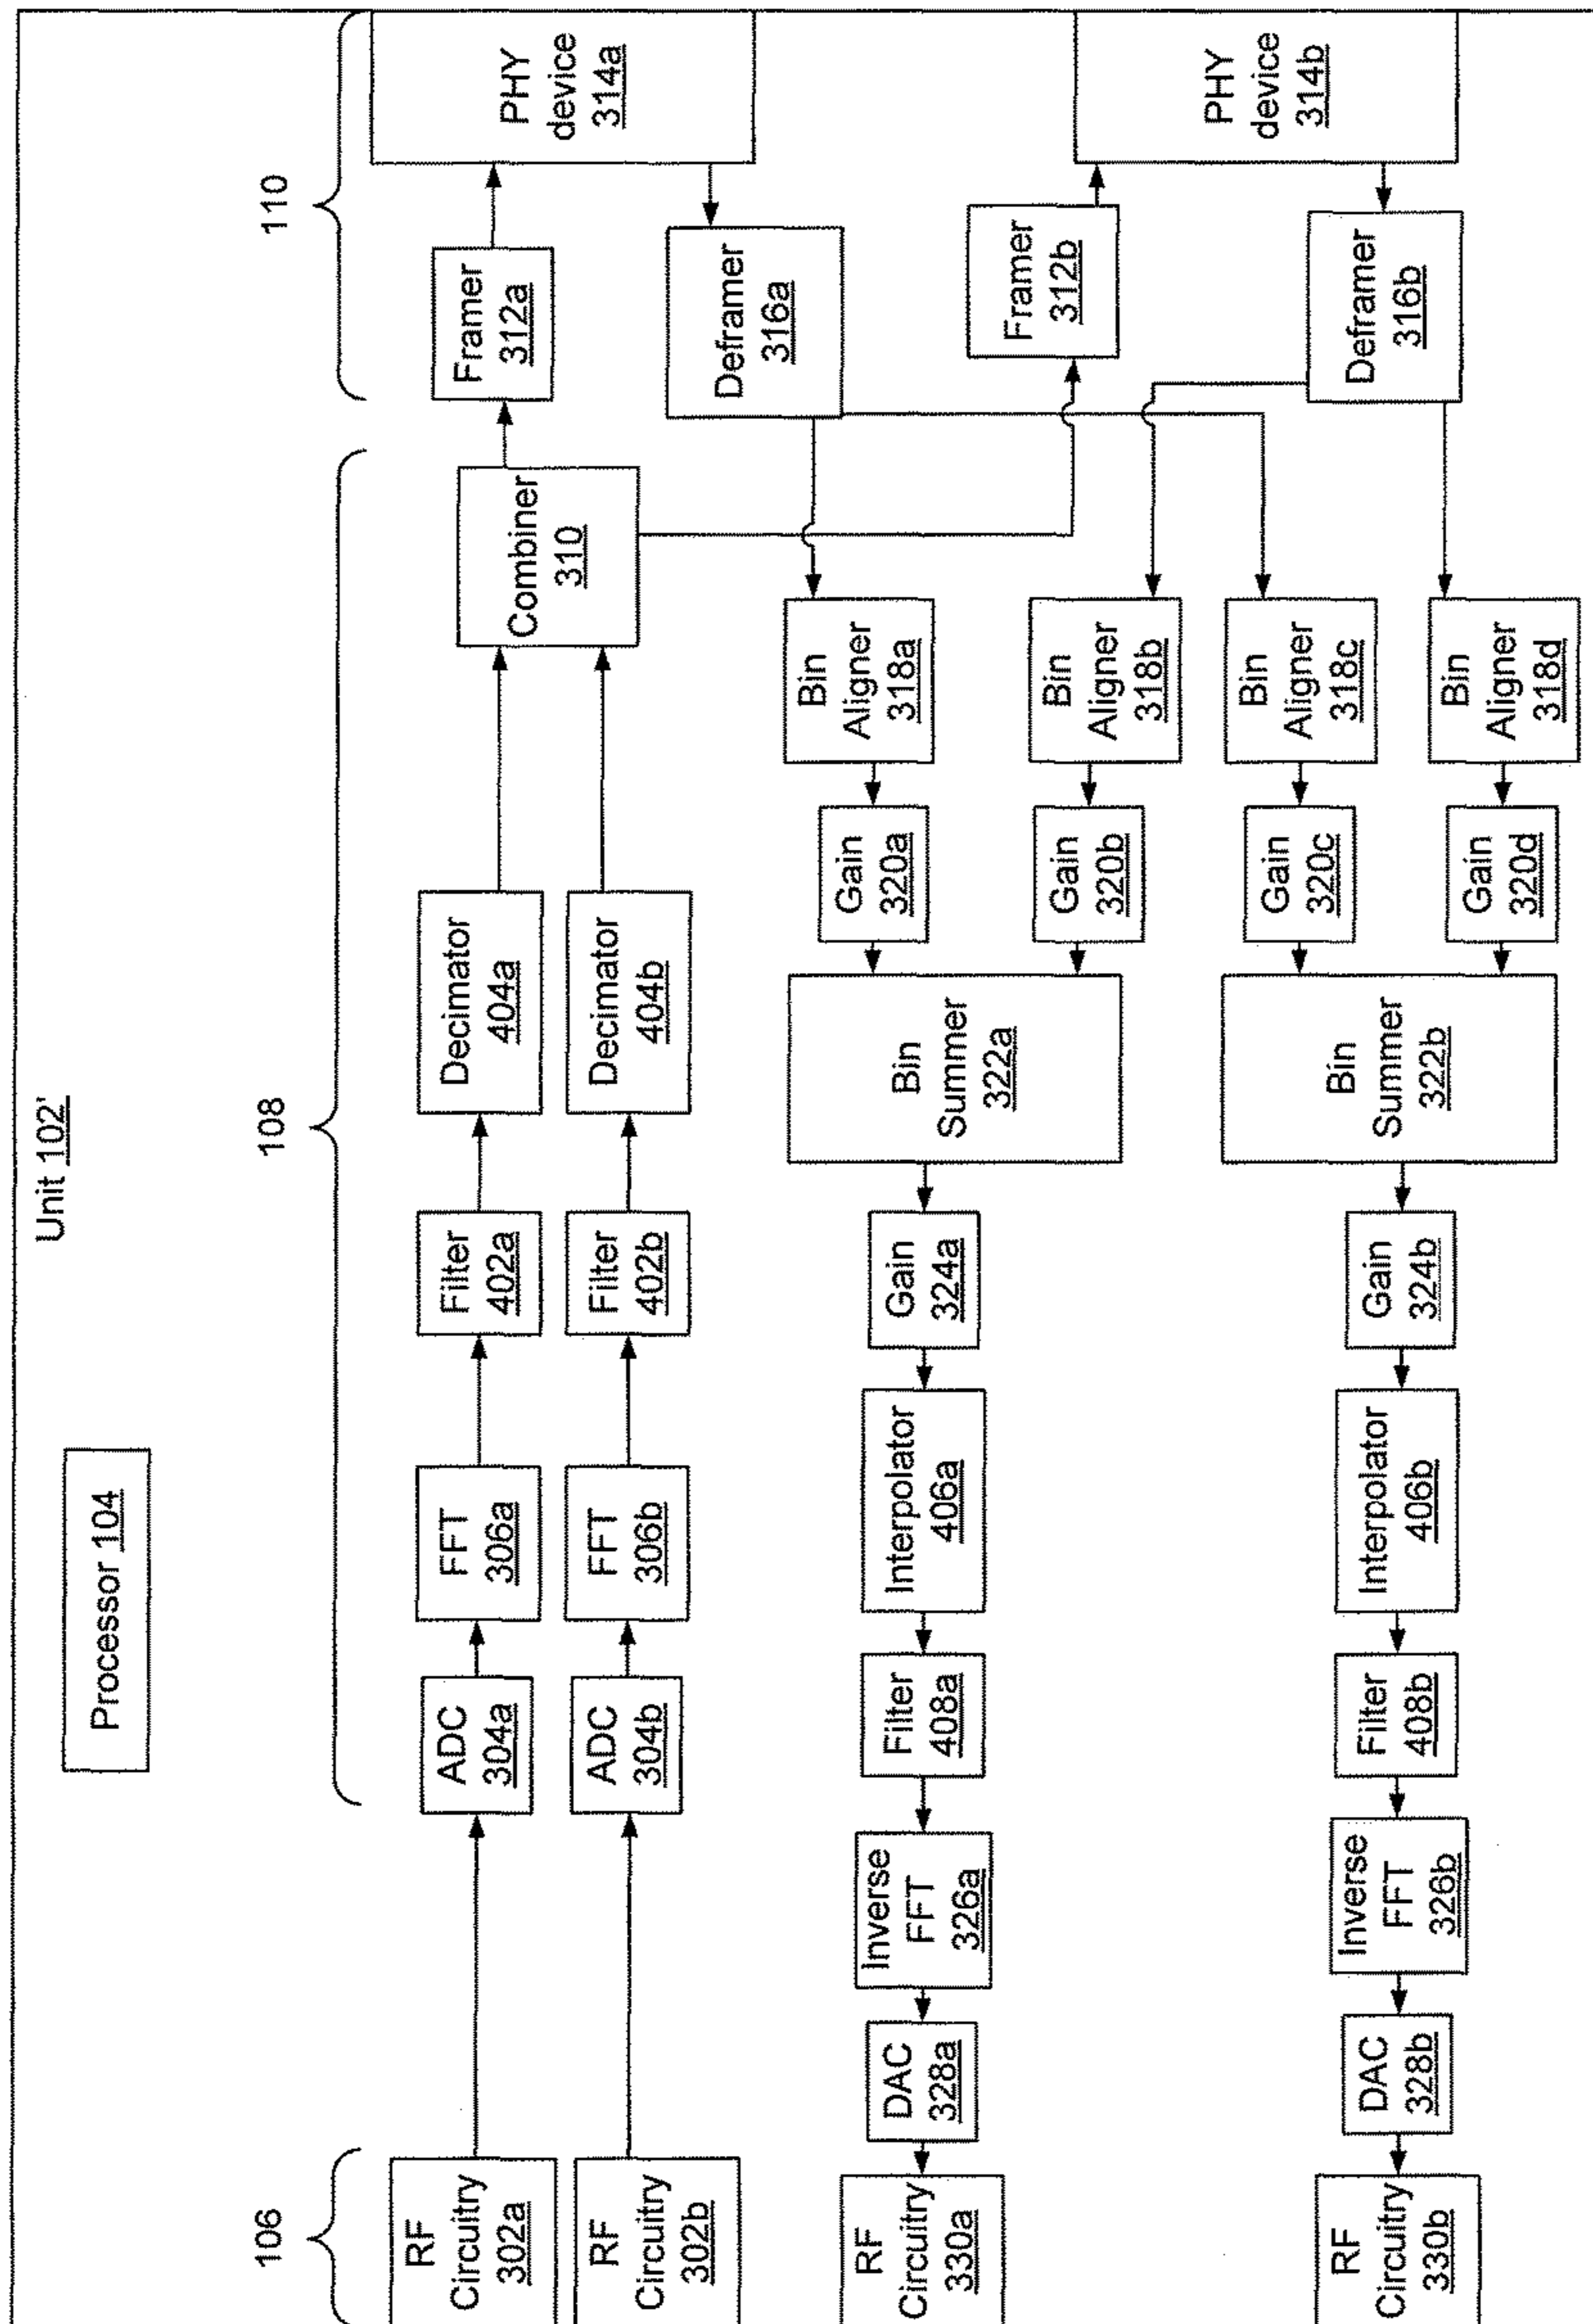 Unit 102'
Processor 104
106
108
110
RF
Circuitry
302a
ADC
304a
FFT
306a
Filter
402a
Decimator
404a
Combiner
310
Framer
312a
PHY
device
314a
RF
Circuitry
302b
ADC
304b
FFT
306b
Filter
402b
Decimator
404b
Deframer
316a
RF
Circuitry
330a
DAC
328a
Inverse
FFT
326a
Filter
408a
Interpolator
406a
Gain
324a
Bin
Summer
322a
Gain
320a
Bin
Aligner
318a
Gain
320b
Bin
Aligner
318b
Framer
312b
PHY
device
314b
RF
Circuitry
330b
DAC
328b
Inverse
FFT
326b
Filter
408b
Interpolator
406b
Gain
324b
Bin
Summer
322b
Gain
320c
Bin
Aligner
318c
Gain
320d
Bin
Aligner
318d
Deframer
316b